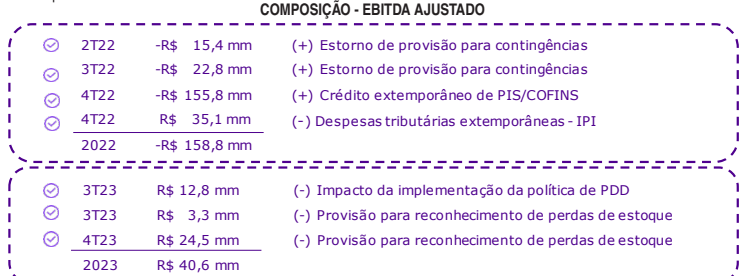 COMPOSIÇÃO - EBITDA AJUSTADO
2T22 -R$ 15,4 mm (+) Estorno de provisão para contingências
3T22 -R$ 22,8 mm (+) Estorno de provisão para contingências
4T22 -R$ 155,8 mm (+) Crédito extemporâneo de PIS/COFINS
4T22 R$ 35,1 mm (-) Despesas tributárias extemporâneas - IPI
2022 -R$ 158,8 mm
3T23 R$ 12,8 mm (-) Impacto da implementação da política de PDD
3T23 R$ 3,3 mm (-) Provisão para reconhecimento de perdas de estoque
4T23 R$ 24,5 mm (-) Provisão para reconhecimento de perdas de estoque
2023 R$ 40,6 mm